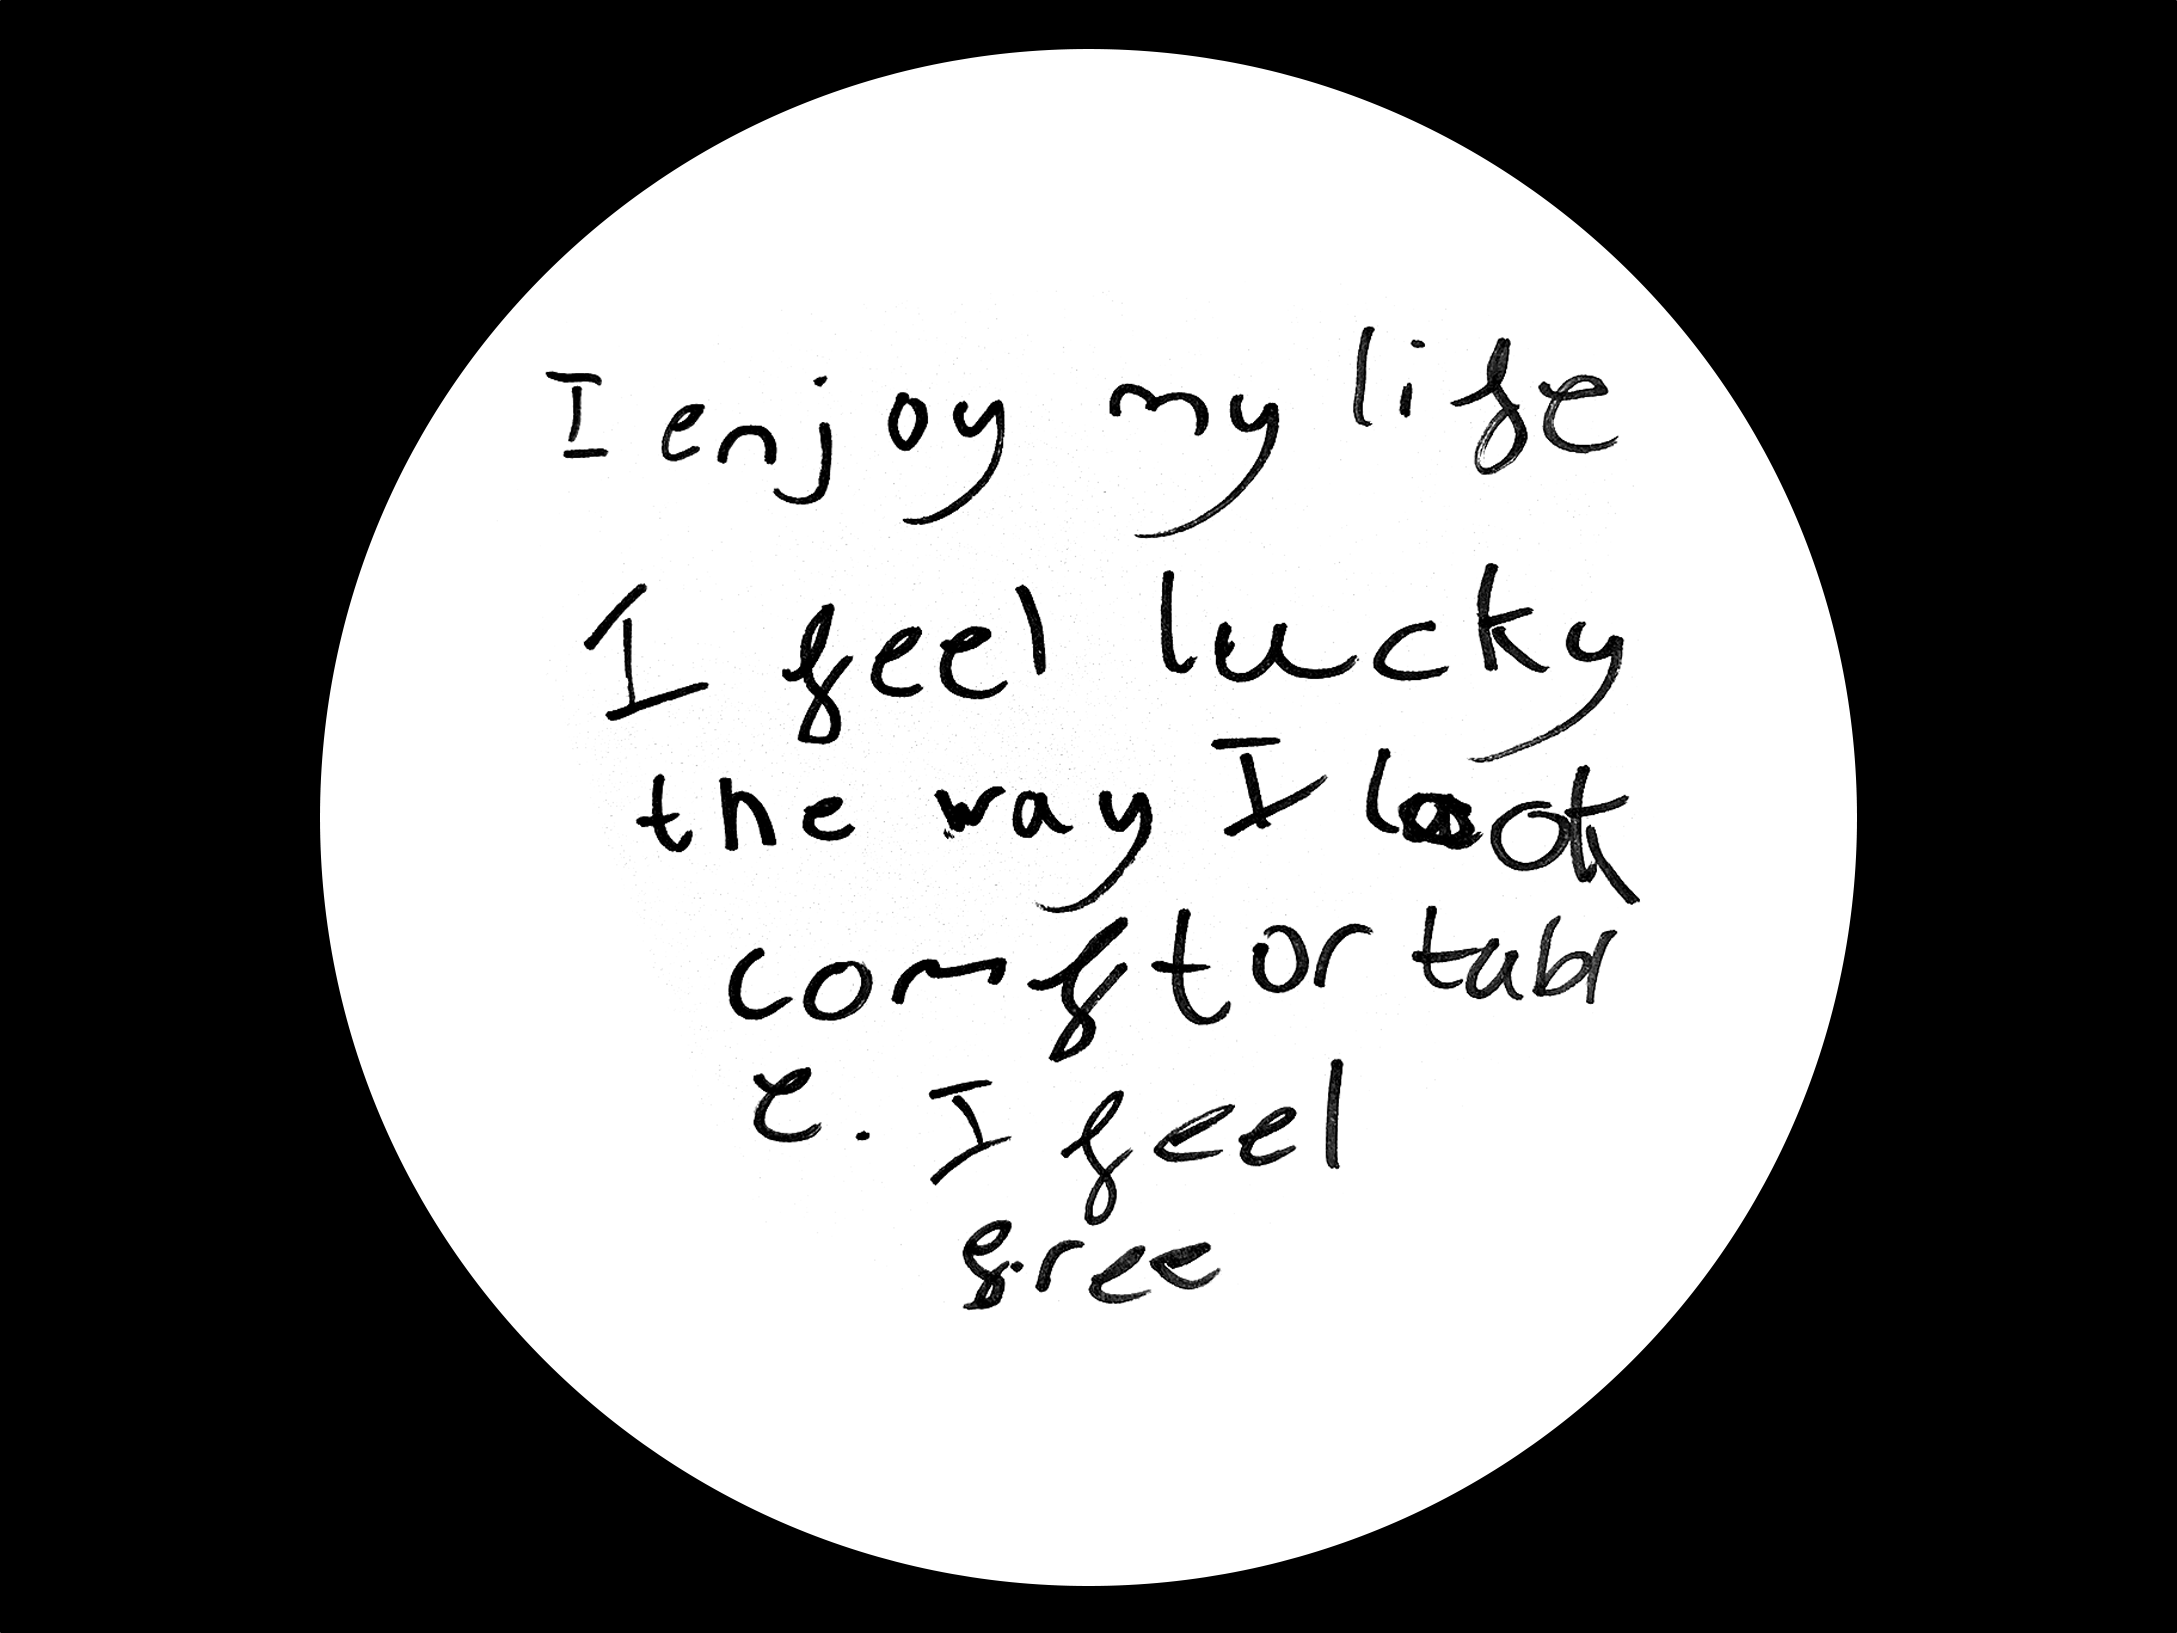 I enjoy my life
I feel lucky
the way I look
comftortabl
e. I feel
free